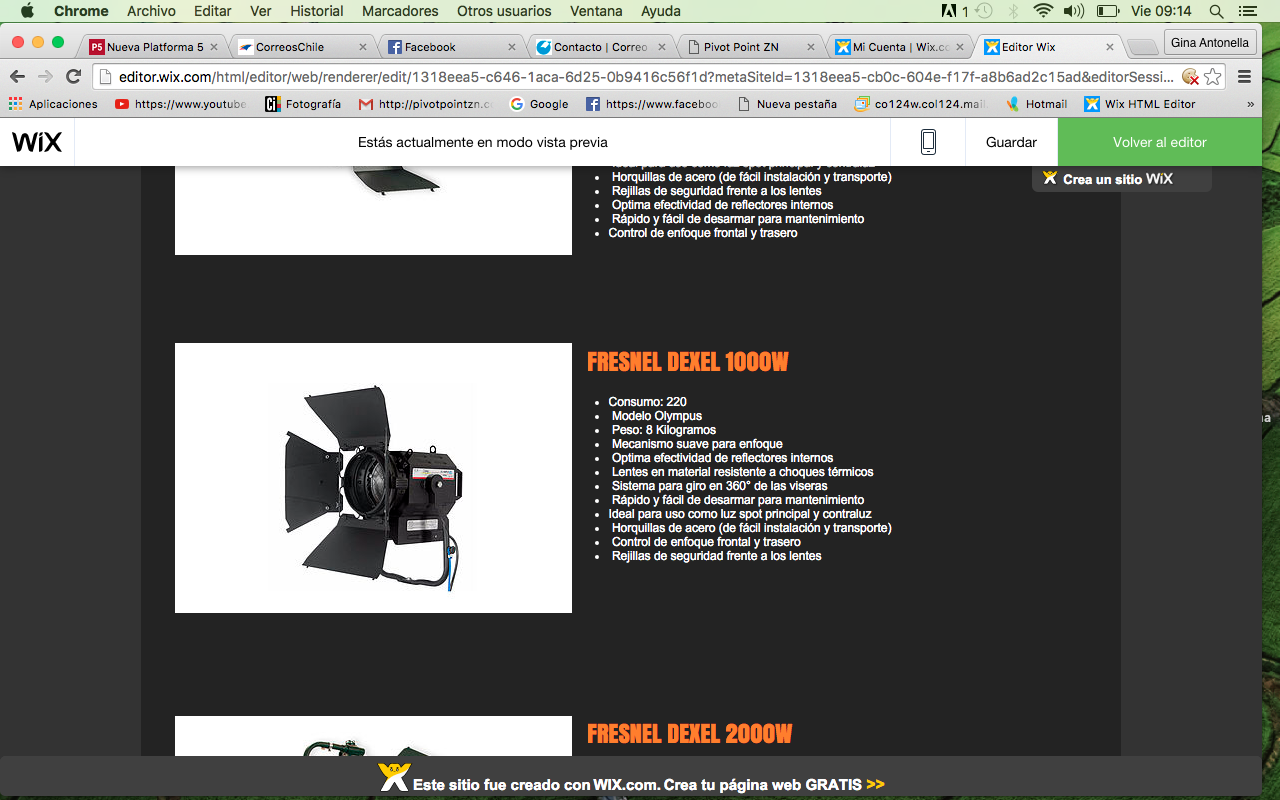 Chrome Archivo Editar Ver Historial Marcadores Otros usuarios Ventana Ayuda 1 Vie 09:14
P5 Nueva Platforma 5 CorreosChile Facebook Contacto | Correo Pivot Point ZN Mi Cuenta | Wix.co Editor Wix Gina Antonella
editor.wix.com/html/editor/web/renderer/edit/1318eea5-c646-1aca-6d25-0b9416c56f1d?metaSiteId=1318eea5-cb0c-604e-f17f-a8b6ad2c15ad&editorSessi...
Aplicaciones https://www.youtube Fotografía http://pivotpointzn.c Google https://www.faceboo Nueva pestaña co124w.col124.mail. Hotmail Wix HTML Editor »
WiX Estás actualmente en modo vista previa Guardar Volver al editor
Ideal para uso como luz spot principal y contraluz
Horquillas de acero (de fácil instalación y transporte)
Crea un sitio WiX
Rejillas de seguridad frente a los lentes
Optima efectividad de reflectores internos
Rápido y fácil de desarmar para mantenimiento
Control de enfoque frontal y trasero
FRESNEL DEXEL 1000W
Consumo: 220
Modelo Olympus
Peso: 8 Kilogramos
Mecanismo suave para enfoque
Optima efectividad de reflectores internos
Lentes en material resistente a choques térmicos
Sistema para giro en 360° de las viseras
Rápido y fácil de desarmar para mantenimiento
Ideal para uso como luz spot principal y contraluz
Horquillas de acero (de fácil instalación y transporte)
Control de enfoque frontal y trasero
Rejillas de seguridad frente a los lentes
FRESNEL DEXEL 2000W
Este sitio fue creado con WIX.com. Crea tu página web GRATIS >>